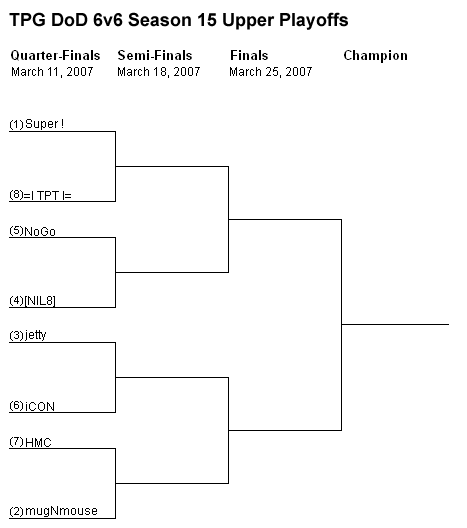 TPG DoD 6v6 Season 15 Upper Playoffs
Quarter-Finals Semi-Finals Finals Champion
March 11, 2007 March 18, 2007 March 25, 2007
(1) Super !
(8) =| TPT |=
(5) NoGo
(4) [NIL8]
(3) jetty
(6) iCON
(7) HMC
(2) mugNmouse